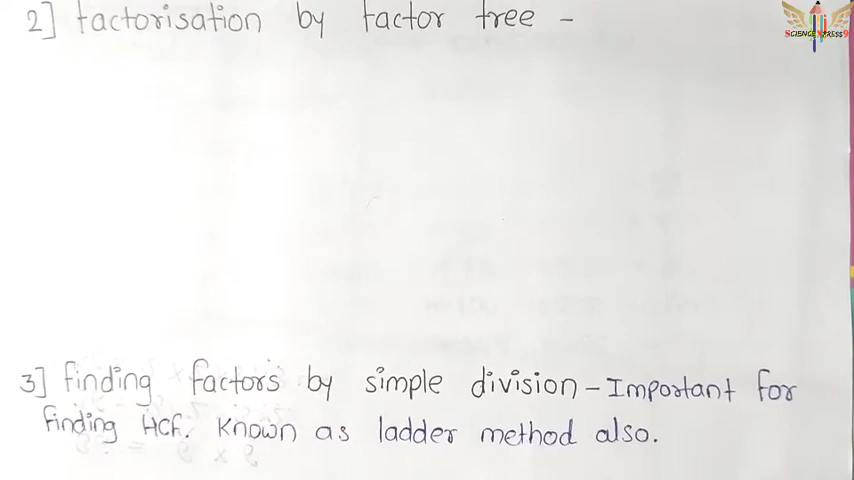 2] factorisation by factor tree -
SCIENCEXPRESS9
3] finding factors by simple division - Important for
finding HCF. Known as ladder method also.